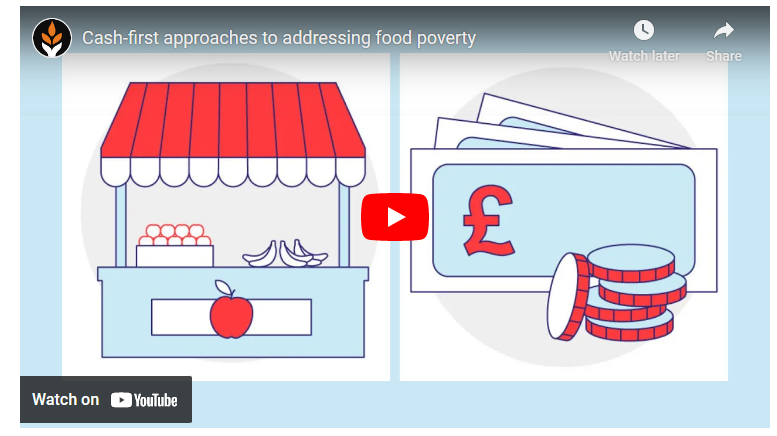 Cash-first approaches to addressing food poverty
Watch later
Share
£
Watch on YouTube